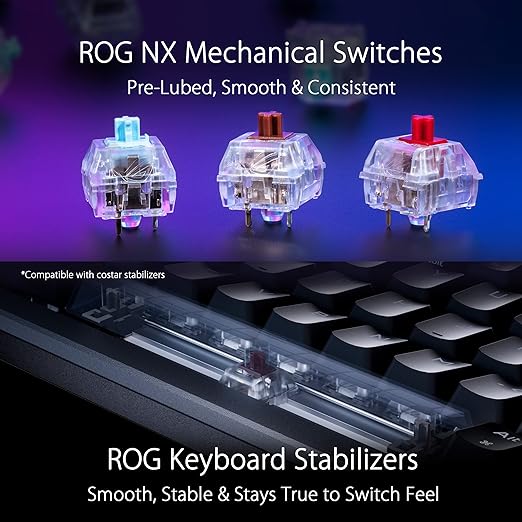 ROG NX Mechanical Switches
Pre-Lubed, Smooth & Consistent
*Compatible with costar stabilizers
ROG Keyboard Stabilizers
Smooth, Stable & Stays True to Switch Feel